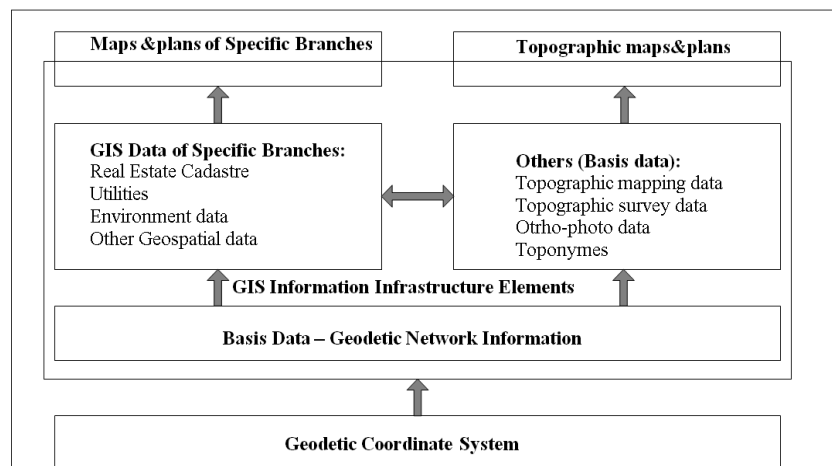 Maps &plans of Specific Branches
Topographic maps&plans
GIS Data of Specific Branches:
Real Estate Cadastre
Utilities
Environment data
Other Geospatial data
Others (Basis data):
Topographic mapping data
Topographic survey data
Otrho-photo data
Toponymes
GIS Information Infrastructure Elements
Basis Data – Geodetic Network Information
Geodetic Coordinate System